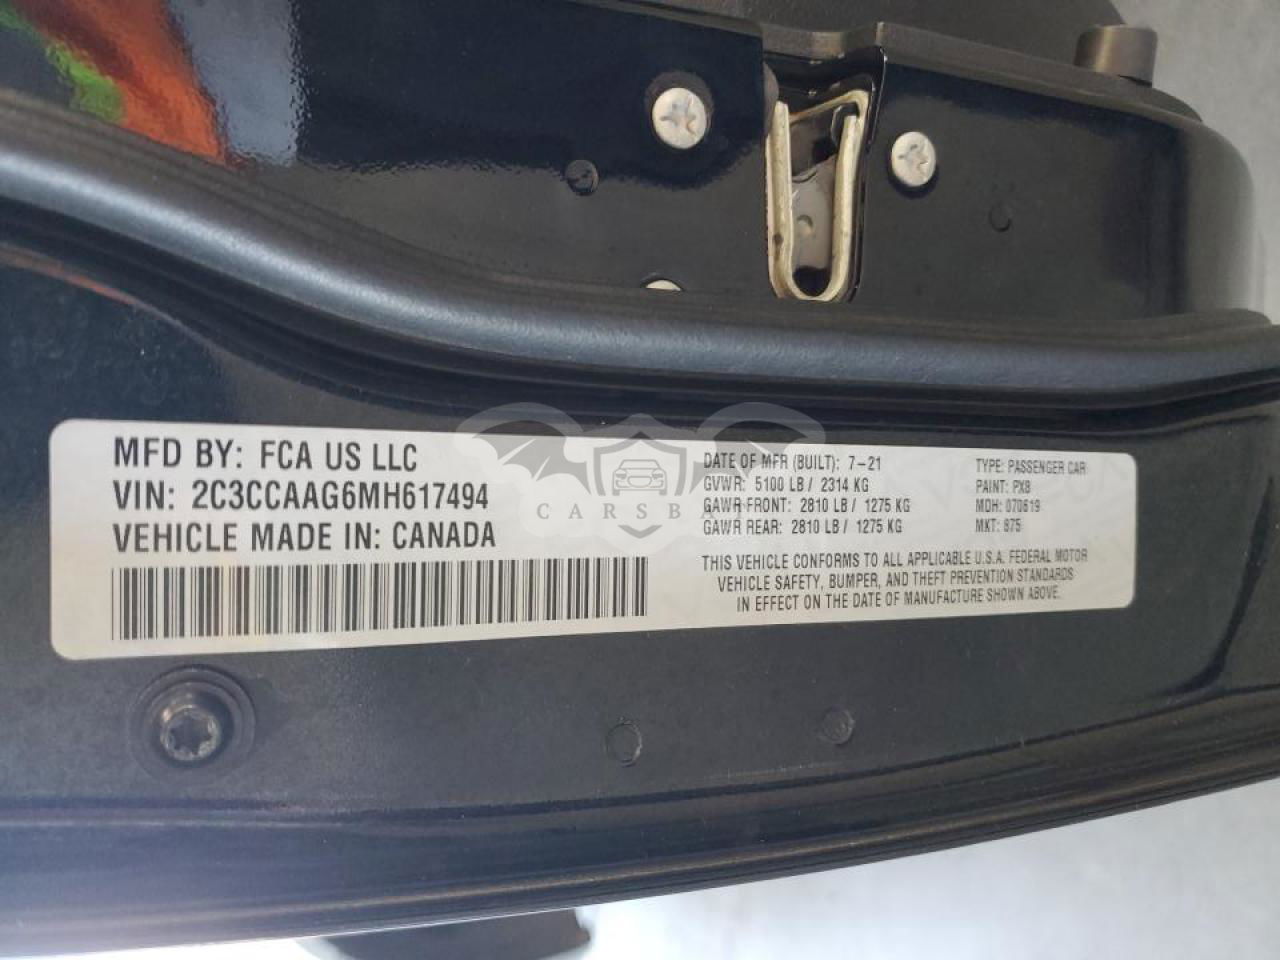 MFD BY: FCA US LLC
VIN: 2C3CCAAG6MH617494
VEHICLE MADE IN: CANADA
DATE OF MFR (BUILT): 7-21
GVWR: 5100 LB / 2314 KG
GAWR FRONT: 2810 LB / 1275 KG
GAWR REAR: 2810 LB / 1275 KG
TYPE: PASSENGER CAR
PAINT: PX8
MDH: 070619
MKT: 875
THIS VEHICLE CONFORMS TO ALL APPLICABLE U.S.A. FEDERAL MOTOR
VEHICLE SAFETY, BUMPER, AND THEFT PREVENTION STANDARDS
IN EFFECT ON THE DATE OF MANUFACTURE SHOWN ABOVE.